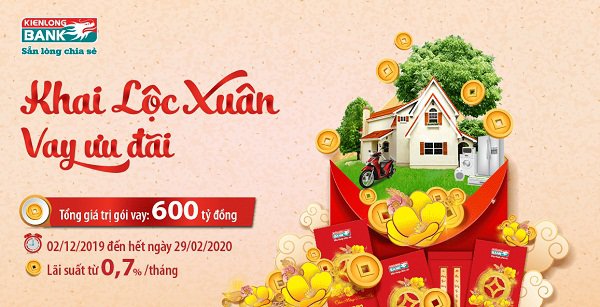 KIENLONG
BANK
Sẵn lòng chia sẻ
Khai Lộc Xuân
Vay ưu đãi
Tổng giá trị gói vay: 600 tỷ đồng
02/12/2019 đến hết ngày 29/02/2020
Lãi suất từ 0,7% /tháng